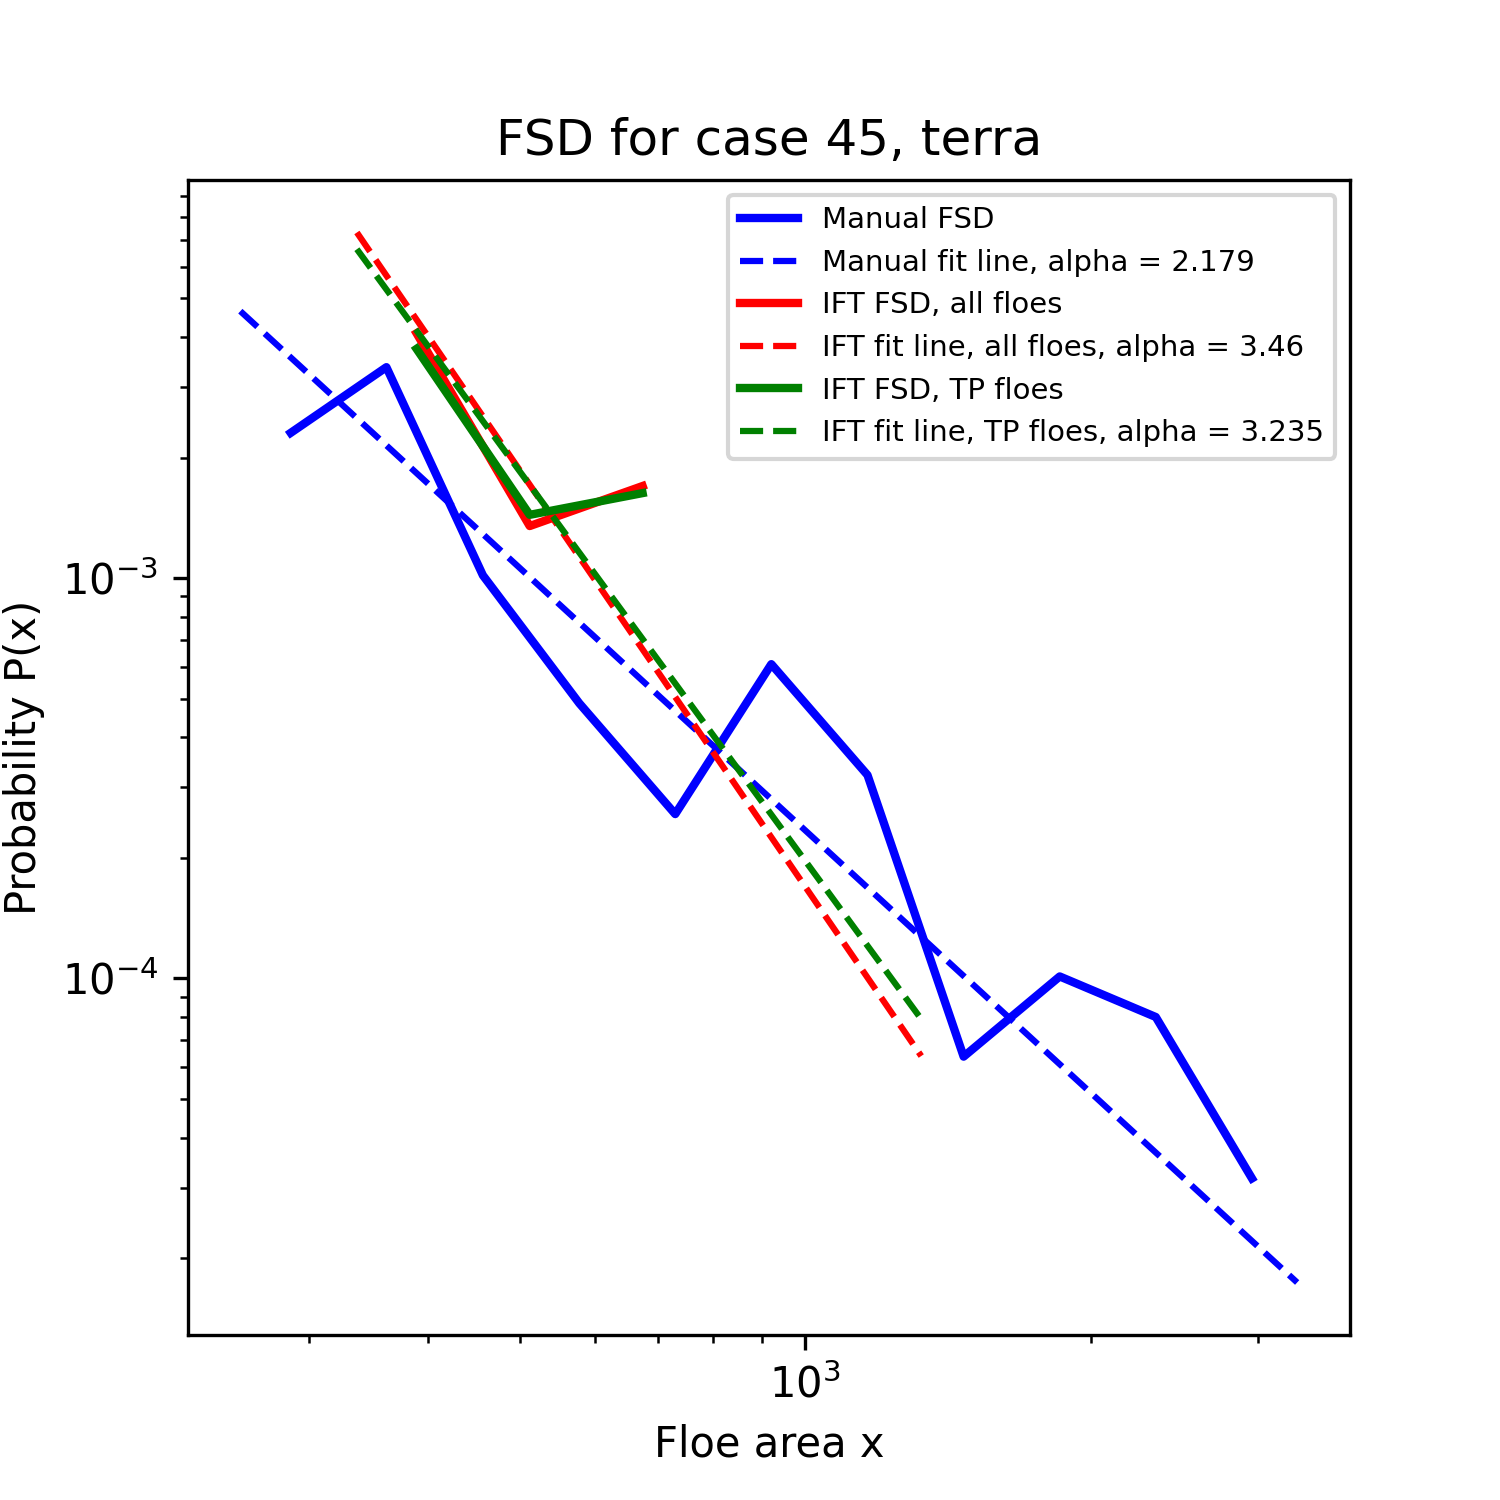 FSD for case 45, terra
Manual FSD
Manual fit line, alpha = 2.179
IFT FSD, all floes
IFT fit line, all floes, alpha = 3.46
IFT FSD, TP floes
IFT fit line, TP floes, alpha = 3.235
Probability P(x)
10⁻³
10⁻⁴
10³
Floe area x